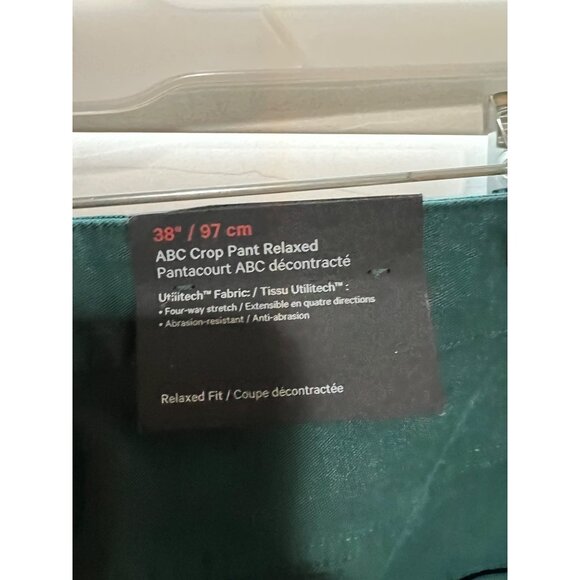 38" / 97 cm
ABC Crop Pant Relaxed
Pantacourt ABC décontracté
Utilitech™ Fabric: / Tissu Utilitech™ :
• Four-way stretch / Extensible en quatre directions
• Abrasion-resistant / Anti-abrasion
Relaxed Fit / Coupe décontractée